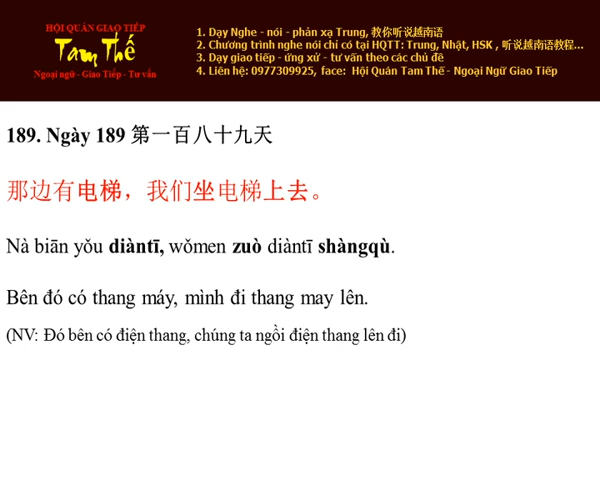 HỘI QUÁN GIAO TIẾP
Tam Thế
Ngoại ngữ - Giao Tiếp - Tư vấn
1. Dạy Nghe - nói - phản xạ Trung, 教你听说越南语
2. Chương trình nghe nói chỉ có tại HQTT: Trung, Nhật, HSK , 听说越南语教程...
3. Dạy giao tiếp - ứng xử - tư vấn theo các chủ đề
4. Liên hệ: 0977309925, face: Hội Quán Tam Thế - Ngoại Ngữ Giao Tiếp
189. Ngày 189 第一百八十九天
那边有电梯，我们坐电梯上去。
Nà biān yǒu diàntī, wǒmen zuò diàntī shàngqù.
Bên đó có thang máy, mình đi thang may lên.
(NV: Đó bên có điện thang, chúng ta ngồi điện thang lên đi)